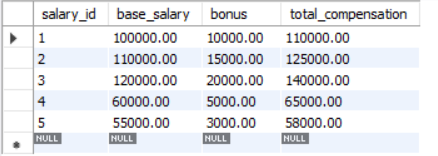 salary_id base_salary bonus total_compensation
1 100000.00 10000.00 110000.00
2 110000.00 15000.00 125000.00
3 120000.00 20000.00 140000.00
4 60000.00 5000.00 65000.00
5 55000.00 3000.00 58000.00
NULL NULL NULL NULL